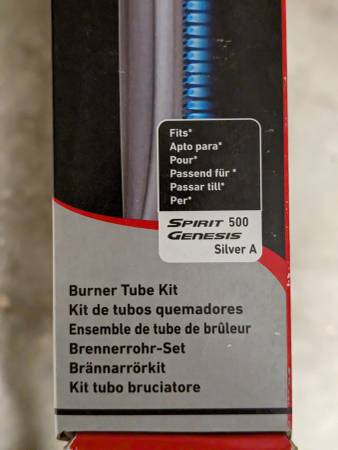 Fits*
Apto para*
Pour*
Passend für *
Passar till*
Per*
SPIRIT 500
GENESIS
Silver A
Burner Tube Kit
Kit de tubos quemadores
Ensemble de tube de brûleur
Brennerrohr-Set
Brännarrörkit
Kit tubo bruciatore